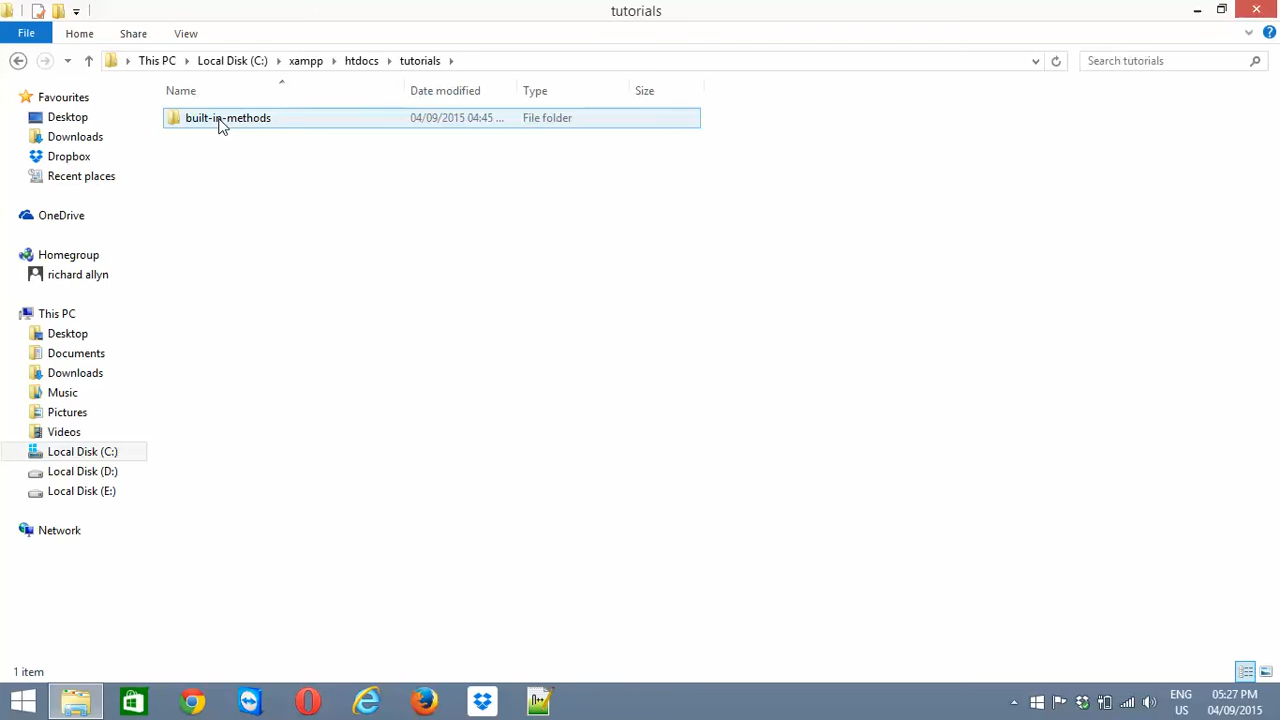 tutorials
File Home Share View
This PC Local Disk (C:) xampp htdocs tutorials Search tutorials
Name Date modified Type Size
built-in-methods 04/09/2015 04:45 ... File folder
Favourites
Desktop
Downloads
Dropbox
Recent places
OneDrive
Homegroup
richard allyn
This PC
Desktop
Documents
Downloads
Music
Pictures
Videos
Local Disk (C:)
Local Disk (D:)
Local Disk (E:)
Network
1 item
ENG 05:27 PM
US 04/09/2015